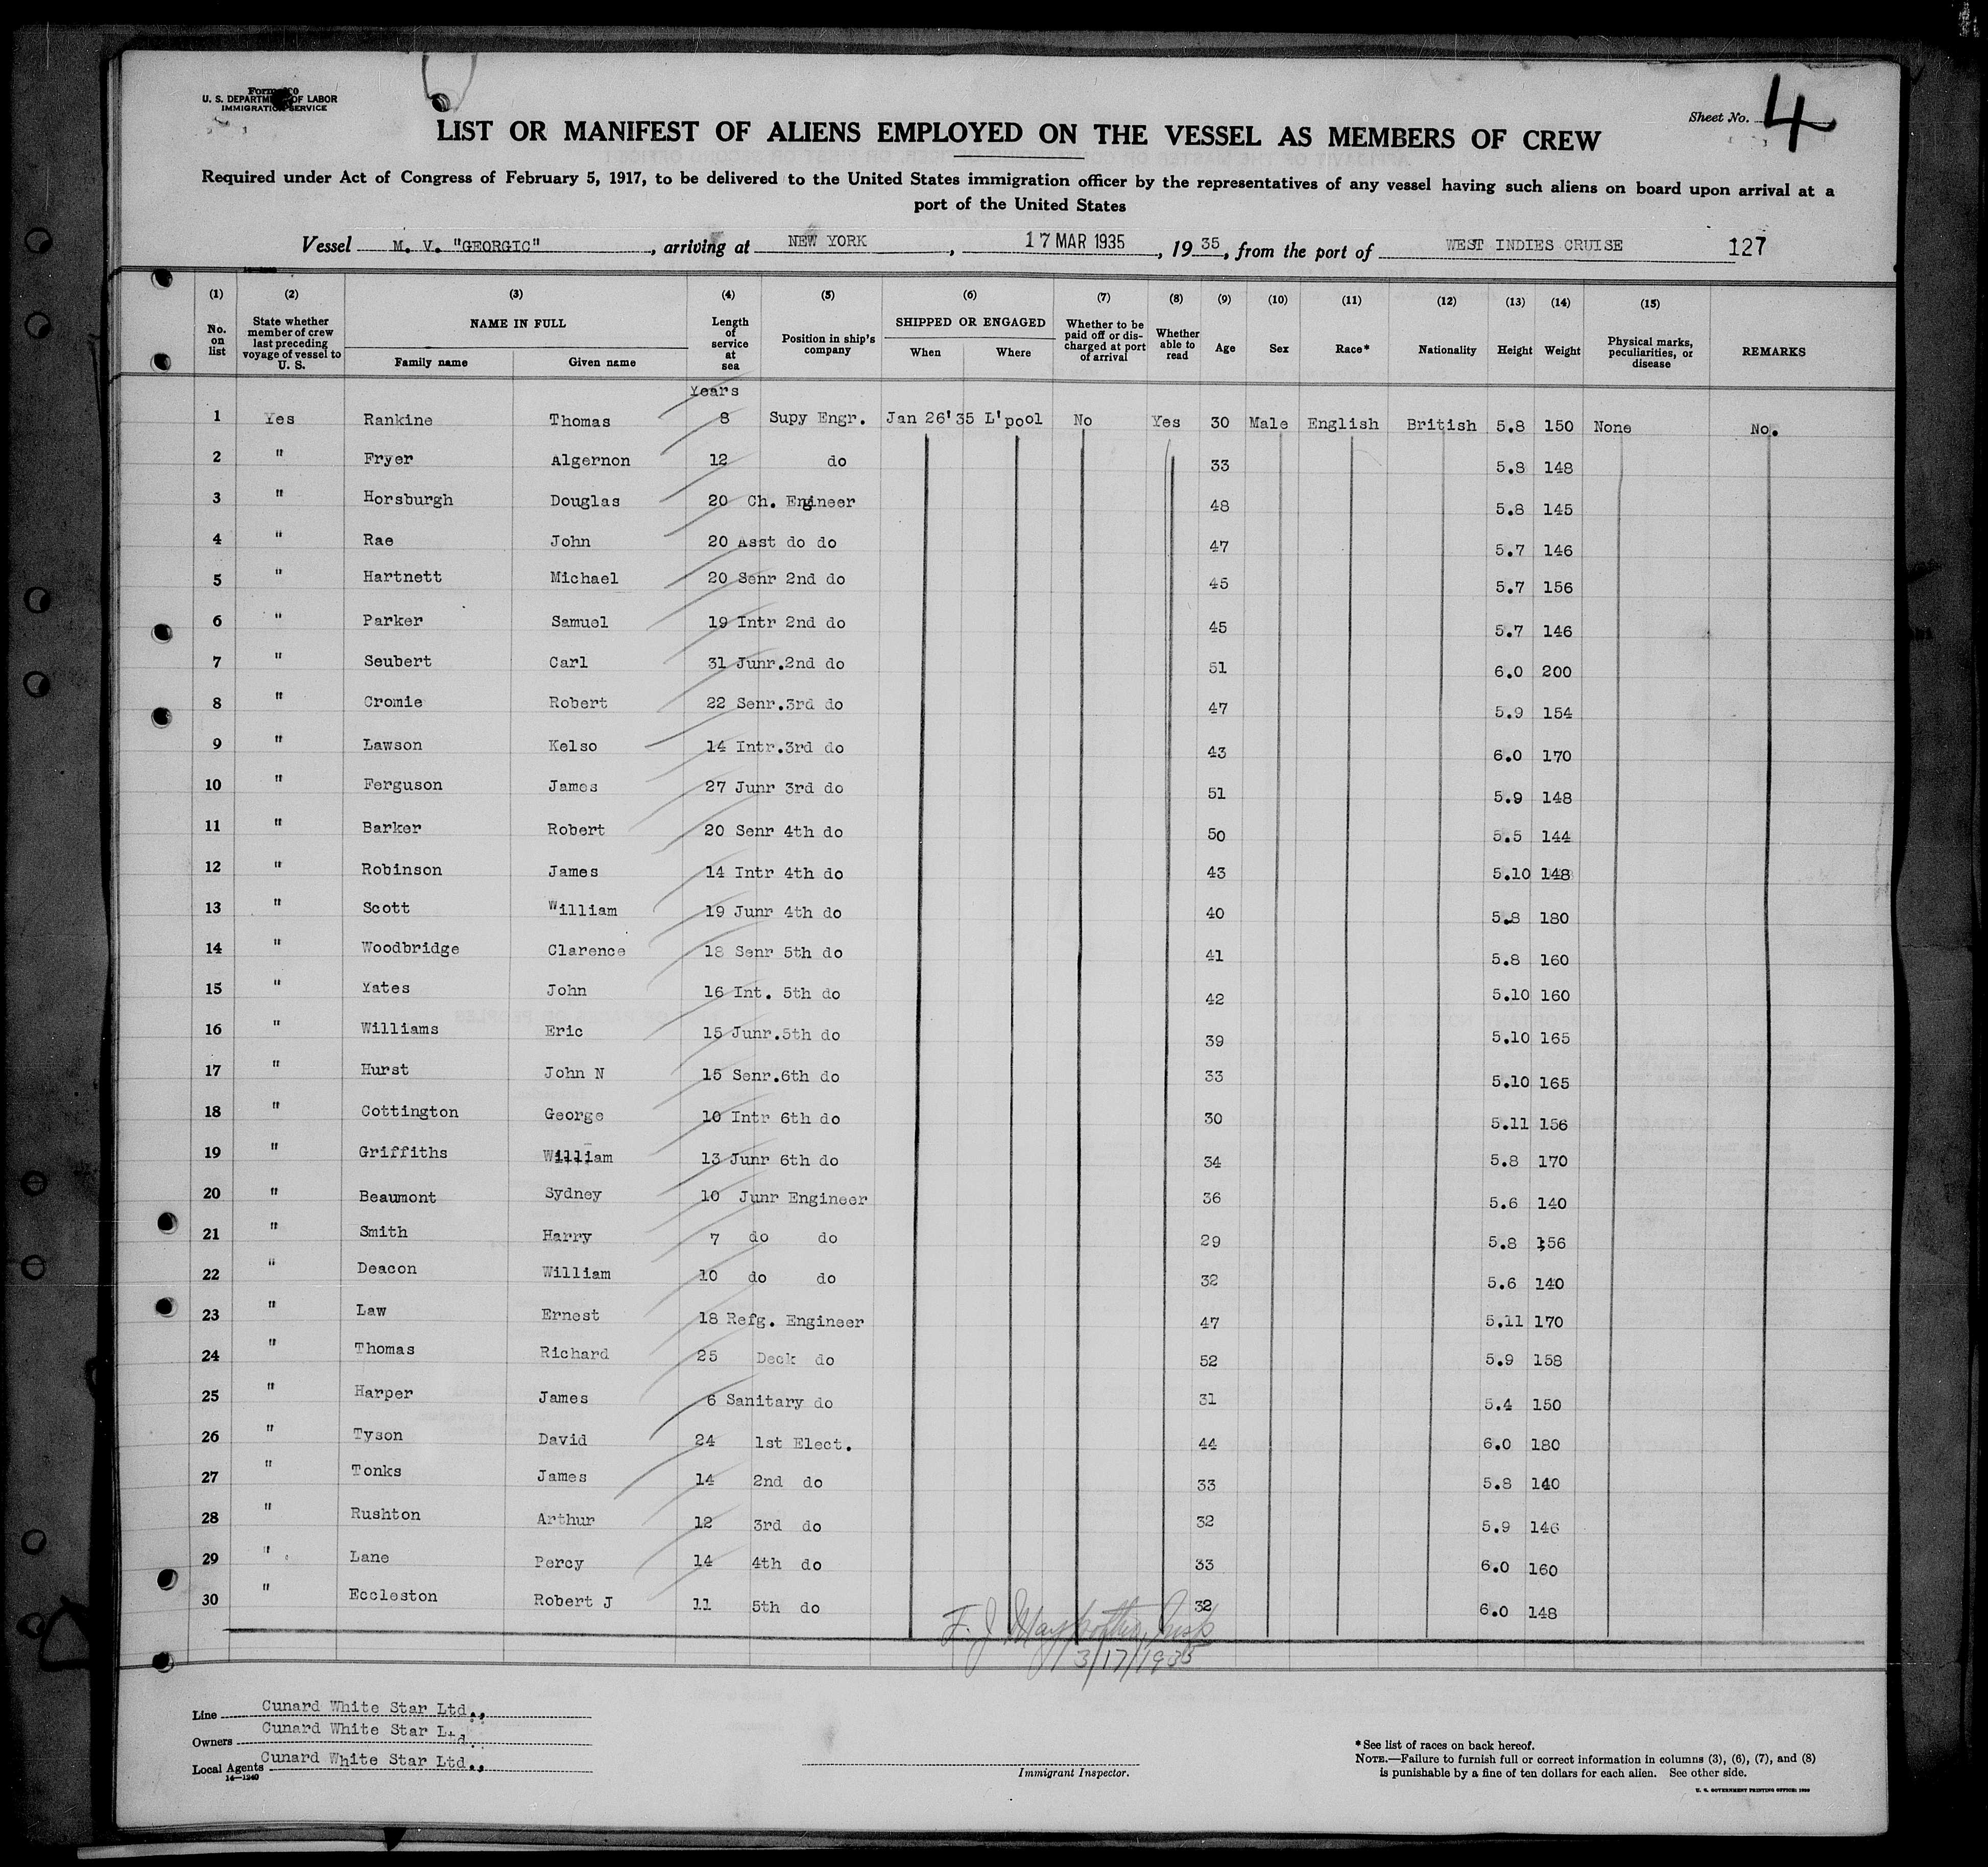 Form
U. S. DEPARTMENT OF LABOR
IMMIGRATION SERVICE
Sheet No. 4
LIST OR MANIFEST OF ALIENS EMPLOYED ON THE VESSEL AS MEMBERS OF CREW
Required under Act of Congress of February 5, 1917, to be delivered to the United States immigration officer by the representatives of any vessel having such aliens on board upon arrival at a
port of the United States
Vessel M. V. "GEORGIC", arriving at NEW YORK, 17 MAR 1935, 19 35, from the port of WEST INDIES CRUISE 127
(1) (2) (3) (4) (5) (6) (7) (8) (9) (10) (11) (12) (13) (14) (15)
No. on list State whether member of crew last preceding voyage of vessel to U. S. NAME IN FULL Family name Given name Length of service at sea Position in ship's company SHIPPED OR ENGAGED When Where Whether to be paid off or discharged at port of arrival Whether able to read Age Sex Race* Nationality Height Weight Physical marks, peculiarities, or disease REMARKS
Years
1 Yes Rankine Thomas 8 Supy Engr. Jan 26'35 L'pool No Yes 30 Male English British 5.8 150 None No.
2 " Fryer Algernon 12 do 33 5.8 148
3 " Horsburgh Douglas 20 Ch. Engineer 48 5.8 145
4 " Rae John 20 Asst do do 47 5.7 146
5 " Hartnett Michael 20 Senr 2nd do 45 5.7 156
6 " Parker Samuel 19 Intr 2nd do 45 5.7 146
7 " Seubert Carl 31 Junr.2nd do 51 6.0 200
8 " Cromie Robert 22 Senr.3rd do 47 5.9 154
9 " Lawson Kelso 14 Intr.3rd do 43 6.0 170
10 " Ferguson James 27 Junr 3rd do 51 5.9 148
11 " Barker Robert 20 Senr 4th do 50 5.5 144
12 " Robinson James 14 Intr 4th do 43 5.10 148
13 " Scott William 19 Junr 4th do 40 5.8 180
14 " Woodbridge Clarence 18 Senr 5th do 41 5.8 160
15 " Yates John 16 Int. 5th do 42 5.10 160
16 " Williams Eric 15 Junr.5th do 39 5.10 165
17 " Hurst John N 15 Senr.6th do 33 5.10 165
18 " Cottington George 10 Intr 6th do 30 5.11 156
19 " Griffiths William 13 Junr 6th do 34 5.8 170
20 " Beaumont Sydney 10 Junr Engineer 36 5.6 140
21 " Smith Harry 7 do do 29 5.8 156
22 " Deacon William 10 do do 32 5.6 140
23 " Law Ernest 18 Refg. Engineer 47 5.11 170
24 " Thomas Richard 25 Deck do 52 5.9 158
25 " Harper James 6 Sanitary do 31 5.4 150
26 " Tyson David 24 1st Elect. 44 6.0 180
27 " Tonks James 14 2nd do 33 5.8 140
28 " Rushton Arthur 12 3rd do 32 5.9 146
29 " Lane Percy 14 4th do 33 6.0 160
30 " Eccleston Robert J 11 5th do 32 6.0 148
F. J.
3/17/1935
Line Cunard White Star Ltd.,
Owners Cunard White Star Ltd.
Local Agents Cunard White Star Ltd.,
14—1240
Immigrant Inspector.
* See list of races on back hereof.
NOTE.—Failure to furnish full or correct information in columns (3), (6), (7), and (8)
is punishable by a fine of ten dollars for each alien. See other side.
U. S. GOVERNMENT PRINTING OFFICE: